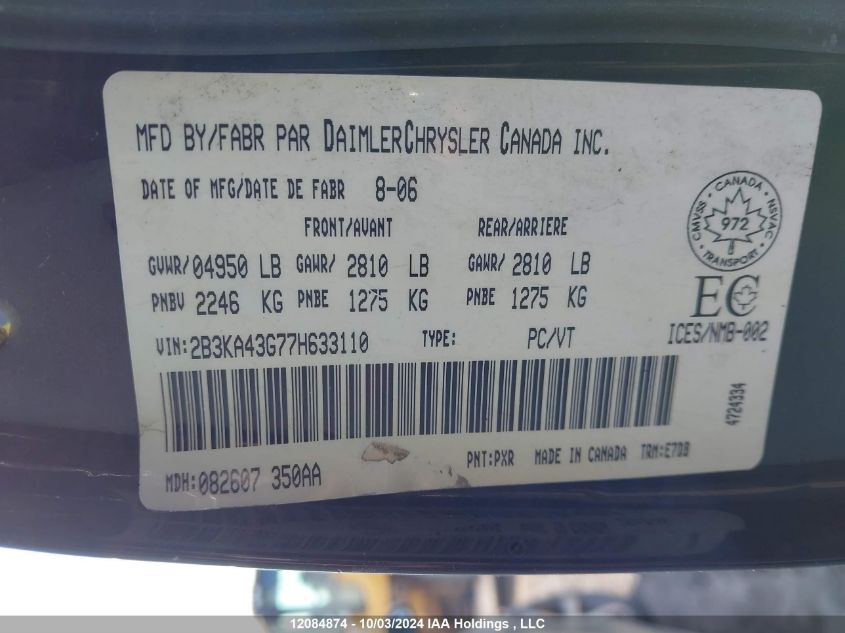 MFD BY/FABR PAR DAIMLERCHRYSLER CANADA INC.
DATE OF MFG/DATE DE FABR 8-06
FRONT/AVANT REAR/ARRIERE
GVWR/04950 LB GAWR/ 2810 LB GAWR/ 2810 LB
PNBV 2246 KG PNBE 1275 KG PNBE 1275 KG
VIN:2B3KA43G77H633110 TYPE: PC/VT
CANADA
CMVSS NSVAC
972
TRANSPORT
EC
ICES/NMB-002
4724334
PNT:PXR MADE IN CANADA TRM:E7DB
MDH:082607 350AA
12084874 - 10/03/2024 IAA Holdings, LLC